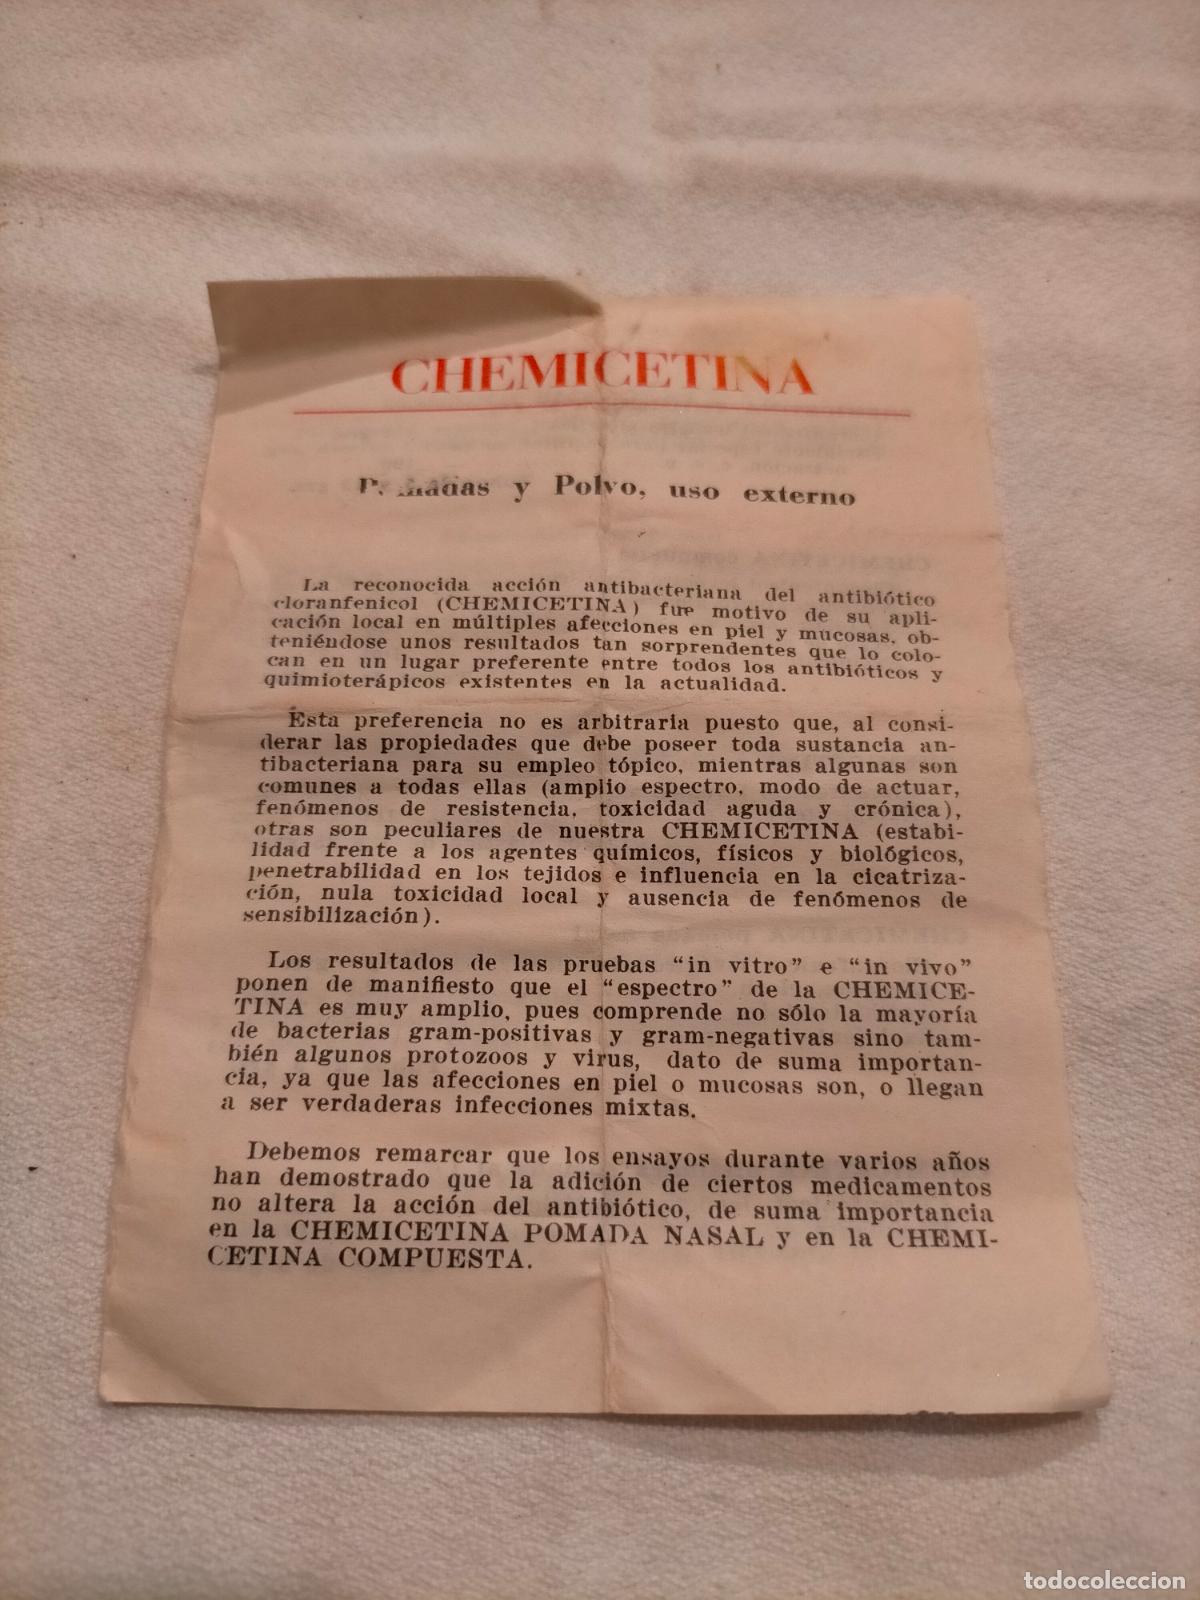 CHEMICETINA
Pomadas y Polvo, uso externo
La reconocida acción antibacteriana del antibiótico
cloranfenicol (CHEMICETINA) fue motivo de su apli-
cación local en múltiples afecciones en piel y mucosas, ob-
teniéndose unos resultados tan sorprendentes que lo colo-
can en un lugar preferente entre todos los antibióticos y
quimioterápicos existentes en la actualidad.
Esta preferencia no es arbitraria puesto que, al consi-
derar las propiedades que debe poseer toda sustancia an-
tibacteriana para su empleo tópico, mientras algunas son
comunes a todas ellas (amplio espectro, modo de actuar,
fenómenos de resistencia, toxicidad aguda y crónica),
otras son peculiares de nuestra CHEMICETINA (estabi-
lidad frente a los agentes químicos, físicos y biológicos,
penetrabilidad en los tejidos e influencia en la cicatriza-
ción, nula toxicidad local y ausencia de fenómenos de
sensibilización).
Los resultados de las pruebas "in vitro" e "in vivo"
ponen de manifiesto que el "espectro" de la CHEMICE-
TINA es muy amplio, pues comprende no sólo la mayoría
de bacterias gram-positivas y gram-negativas sino tam-
bién algunos protozoos y virus, dato de suma importan-
cia, ya que las afecciones en piel o mucosas son, o llegan
a ser verdaderas infecciones mixtas.
Debemos remarcar que los ensayos durante varios años
han demostrado que la adición de ciertos medicamentos
no altera la acción del antibiótico, de suma importancia
en la CHEMICETINA POMADA NASAL y en la CHEMI-
CETINA COMPUESTA.
todocoleccion